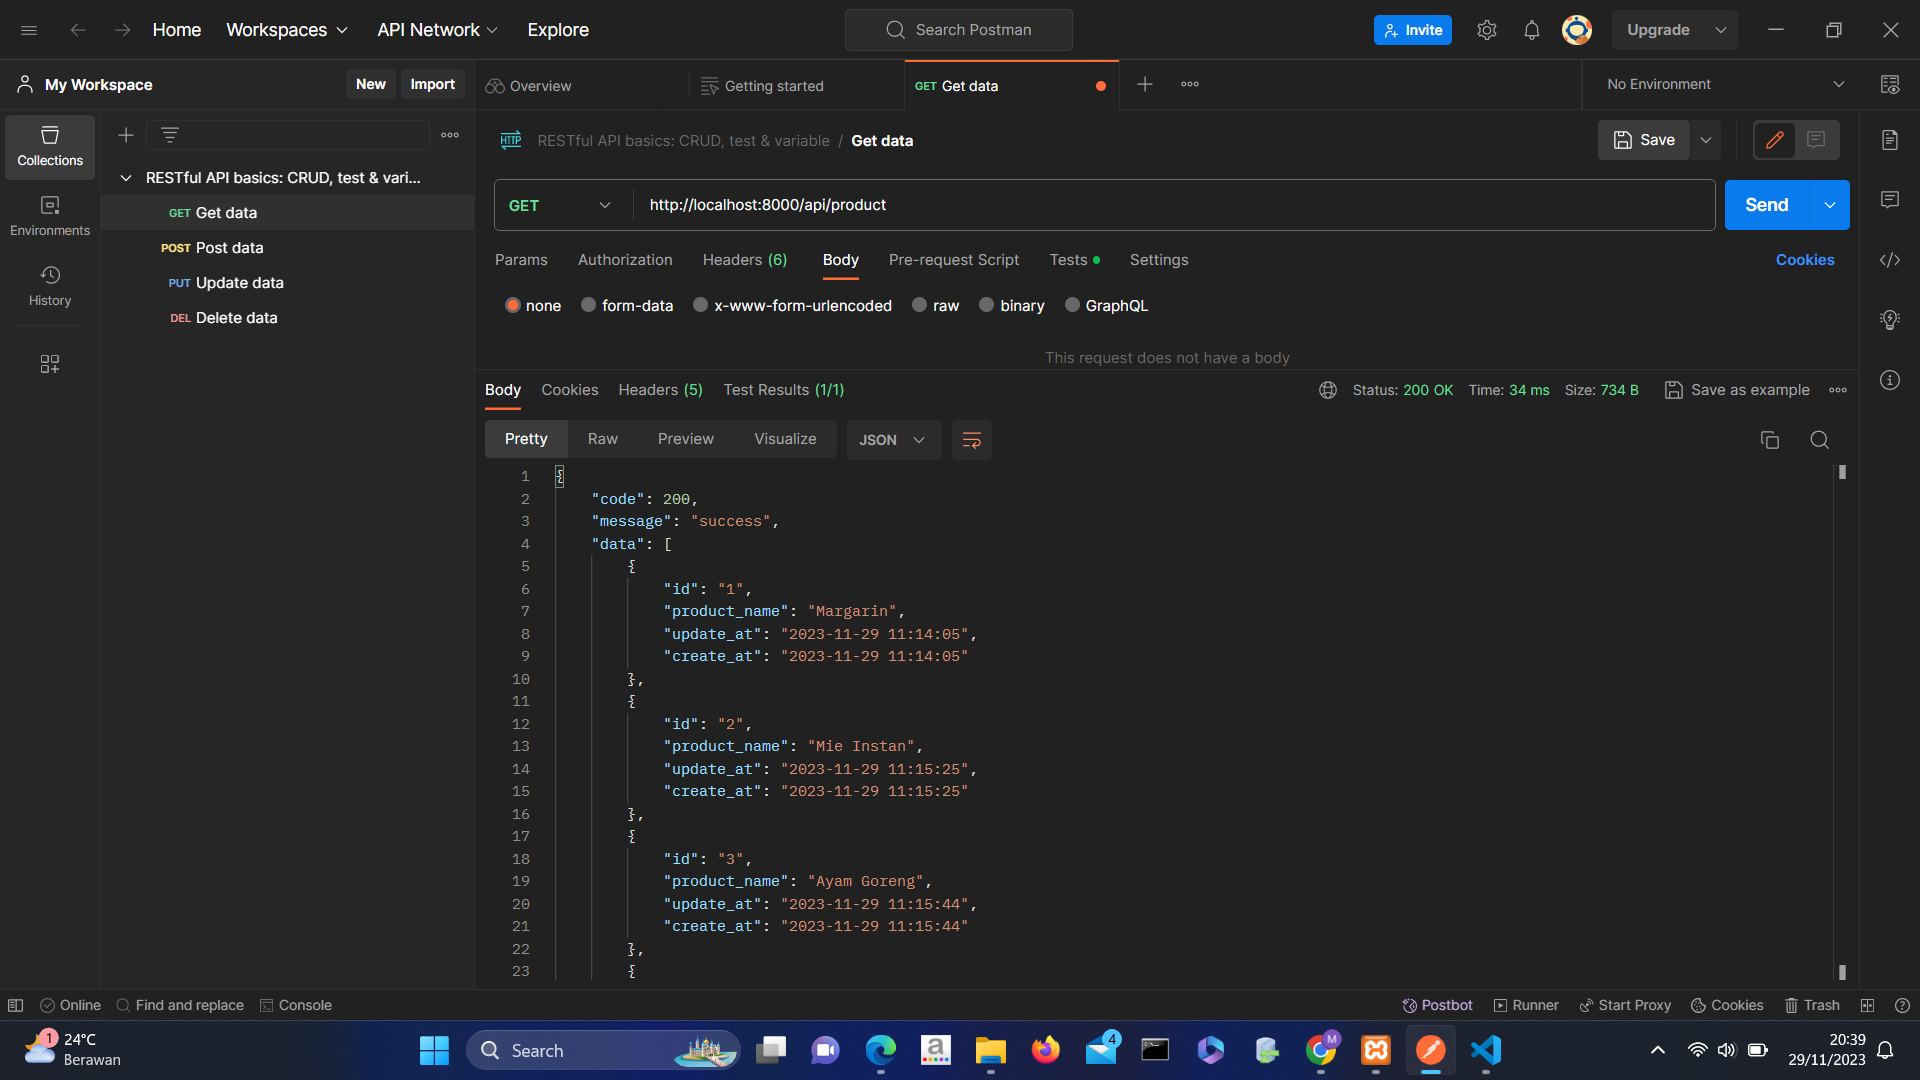 Home Workspaces API Network Explore Search Postman Invite Upgrade
My Workspace New Import Overview Getting started GET Get data No Environment
Collections
Environments
History
RESTful API basics: CRUD, test & vari...
GET Get data
POST Post data
PUT Update data
DEL Delete data
HTTP RESTful API basics: CRUD, test & variable / Get data Save
GET http://localhost:8000/api/product Send
Params Authorization Headers (6) Body Pre-request Script Tests Settings Cookies
none form-data x-www-form-urlencoded raw binary GraphQL
This request does not have a body
Body Cookies Headers (5) Test Results (1/1) Status: 200 OK Time: 34 ms Size: 734 B Save as example
Pretty Raw Preview Visualize JSON
1 {
2 "code": 200,
3 "message": "success",
4 "data": [
5 {
6 "id": "1",
7 "product_name": "Margarin",
8 "update_at": "2023-11-29 11:14:05",
9 "create_at": "2023-11-29 11:14:05"
10 },
11 {
12 "id": "2",
13 "product_name": "Mie Instan",
14 "update_at": "2023-11-29 11:15:25",
15 "create_at": "2023-11-29 11:15:25"
16 },
17 {
18 "id": "3",
19 "product_name": "Ayam Goreng",
20 "update_at": "2023-11-29 11:15:44",
21 "create_at": "2023-11-29 11:15:44"
22 },
23 {
Online Find and replace Console Postbot Runner Start Proxy Cookies Trash
1 24°C
Berawan
Search
a
4
M
20:39
29/11/2023